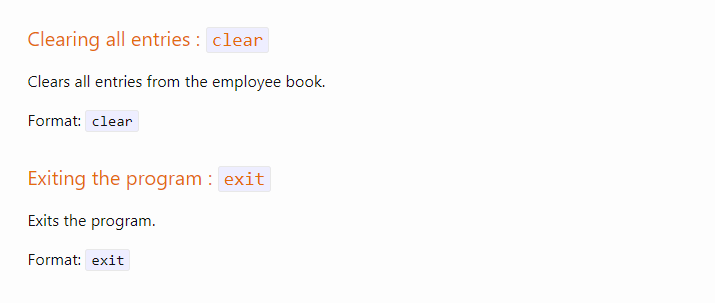 Clearing all entries : clear
Clears all entries from the employee book.
Format: clear
Exiting the program : exit
Exits the program.
Format: exit